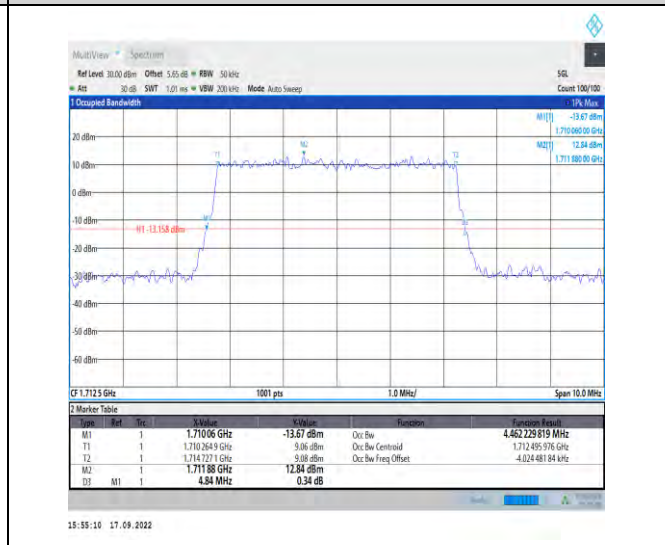 MultiView Spectrum
Ref Level 30.00 dBm Offset 5.65 dB RBW 50 kHz SGL
Att 30 dB SWT 1.01 ms VBW 200 kHz Mode Auto Sweep Count 100/100
1 Occupied Bandwidth 1Pk Max
M1[1] -13.67 dBm
1.710 060 00 GHz
M2[1] 12.84 dBm
1.711 880 00 GHz
20 dBm
T1 M2 T2
10 dBm
0 dBm
-10 dBm
M1
H1 -13.158 dBm
-20 dBm
-30 dBm
-40 dBm
-50 dBm
-60 dBm
CF 1.712 5 GHz 1001 pts 1.0 MHz/ Span 10.0 MHz
2 Marker Table
Type Ref Trc X-Value Y-Value Function Function Result
M1 1 1.710 06 GHz -13.67 dBm Occ Bw 4.462 229 819 MHz
T1 1 1.710 264 9 GHz 9.06 dBm Occ Bw Centroid 1.712 495 976 GHz
T2 1 1.714 727 1 GHz 9.08 dBm Occ Bw Freq Offset -4.024 481 84 kHz
M2 1 1.711 88 GHz 12.84 dBm
D3 M1 1 4.84 MHz 0.34 dB
15:55:10 17.09.2022